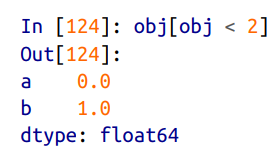 In [124]: obj[obj < 2]
Out[124]:
a    0.0
b    1.0
dtype: float64